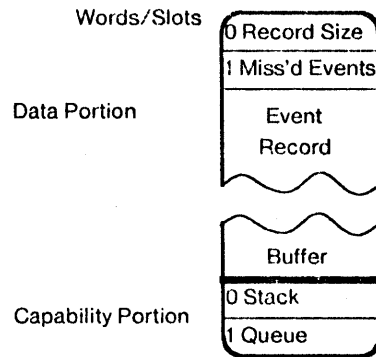 Words/Slots
0 Record Size
1 Miss'd Events
Data Portion
Event
Record
Buffer
0 Stack
Capability Portion
1 Queue